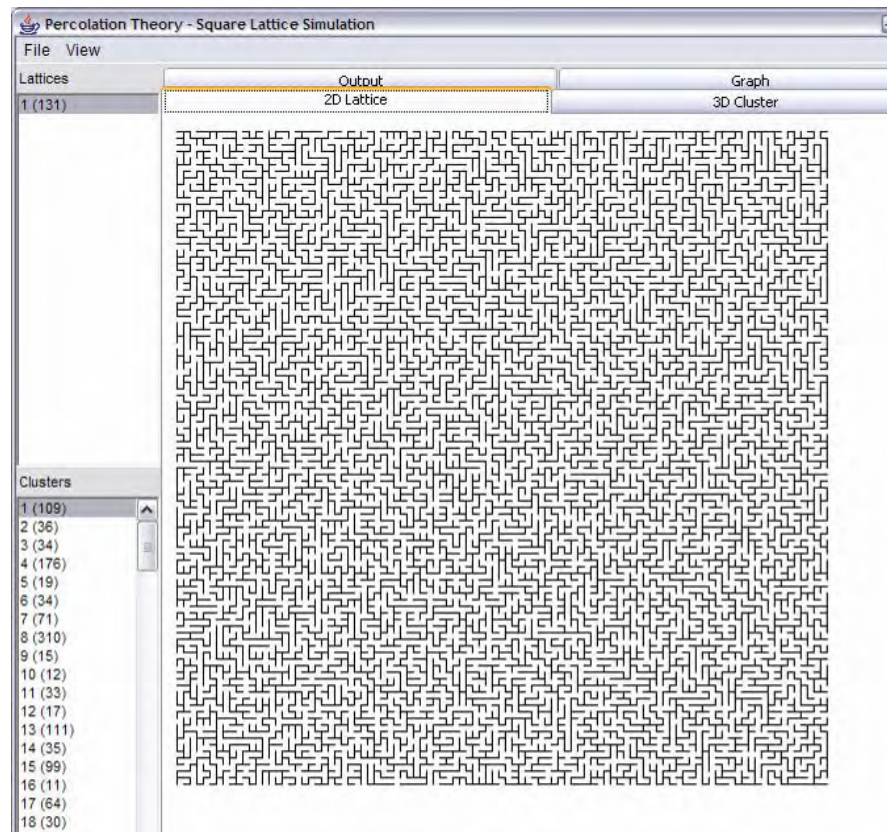 Percolation Theory - Square Lattice Simulation
File View
Lattices
Output
Graph
1 (131)
2D Lattice
3D Cluster
Clusters
1 (109)
2 (36)
3 (34)
4 (176)
5 (19)
6 (34)
7 (71)
8 (310)
9 (15)
10 (12)
11 (33)
12 (17)
13 (111)
14 (35)
15 (99)
16 (11)
17 (64)
18 (30)